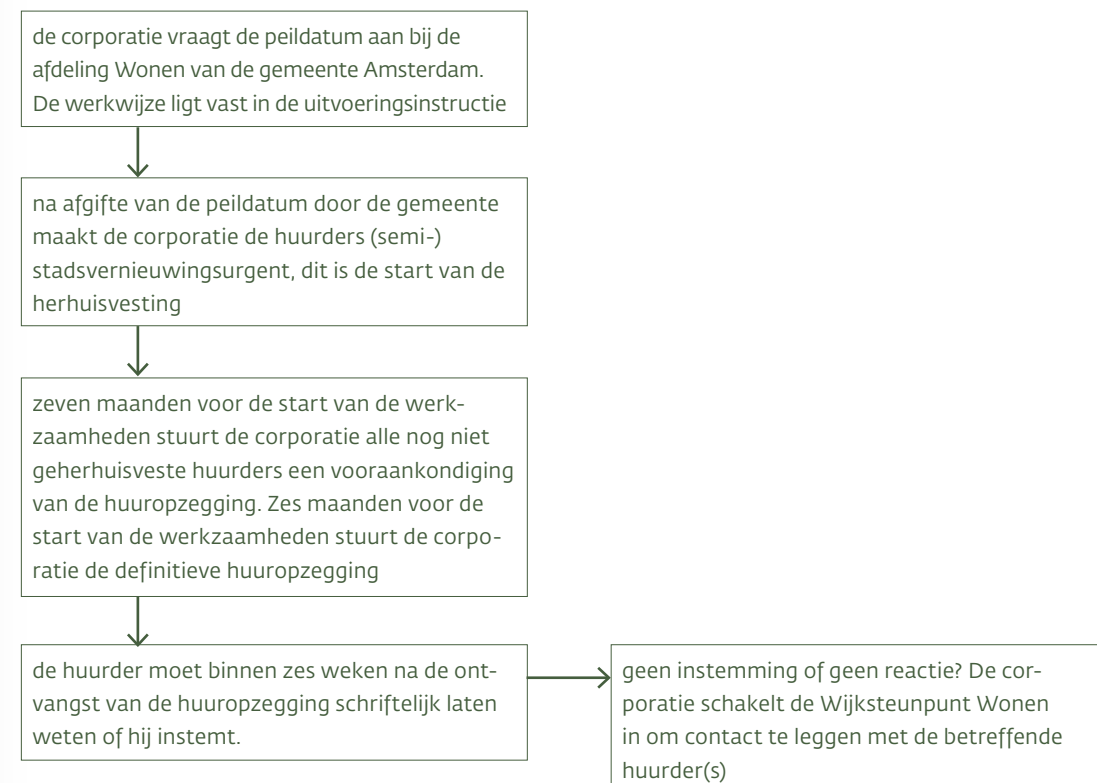 de corporatie vraagt de peildatum aan bij de
afdeling Wonen van de gemeente Amsterdam.
De werkwijze ligt vast in de uitvoeringsinstructie
na afgifte van de peildatum door de gemeente
maakt de corporatie de huurders (semi-)
stadsvernieuwingsurgent, dit is de start van de
herhuisvesting
zeven maanden voor de start van de werk-
zaamheden stuurt de corporatie alle nog niet
geherhuisveste huurders een vooraankondiging
van de huuropzegging. Zes maanden voor de
start van de werkzaamheden stuurt de corpo-
ratie de definitieve huuropzegging
de huurder moet binnen zes weken na de ont-
vangst van de huuropzegging schriftelijk laten
weten of hij instemt.
geen instemming of geen reactie? De cor-
poratie schakelt de Wijksteunpunt Wonen
in om contact te leggen met de betreffende
huurder(s)